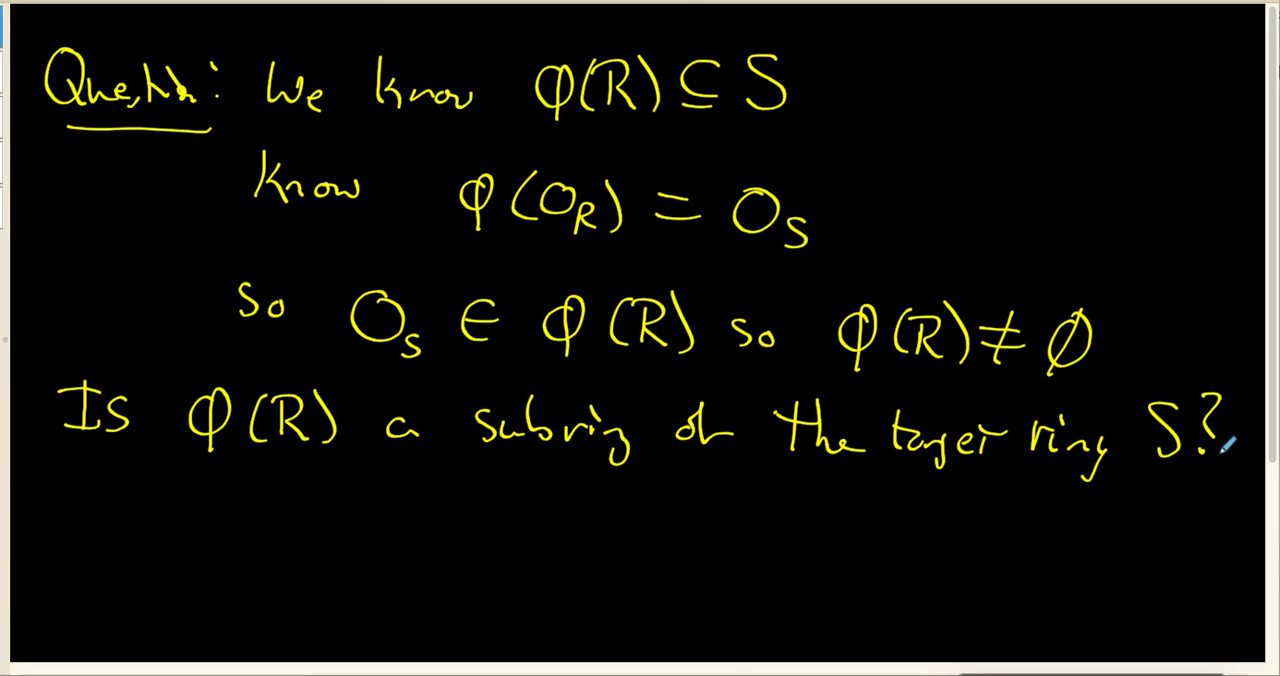 Question: We know φ(R) ⊆ S
know φ(0_R) = 0_S
so 0_S ∈ φ(R) so φ(R) ≠ ∅
Is φ(R) a subring of the target ring S?